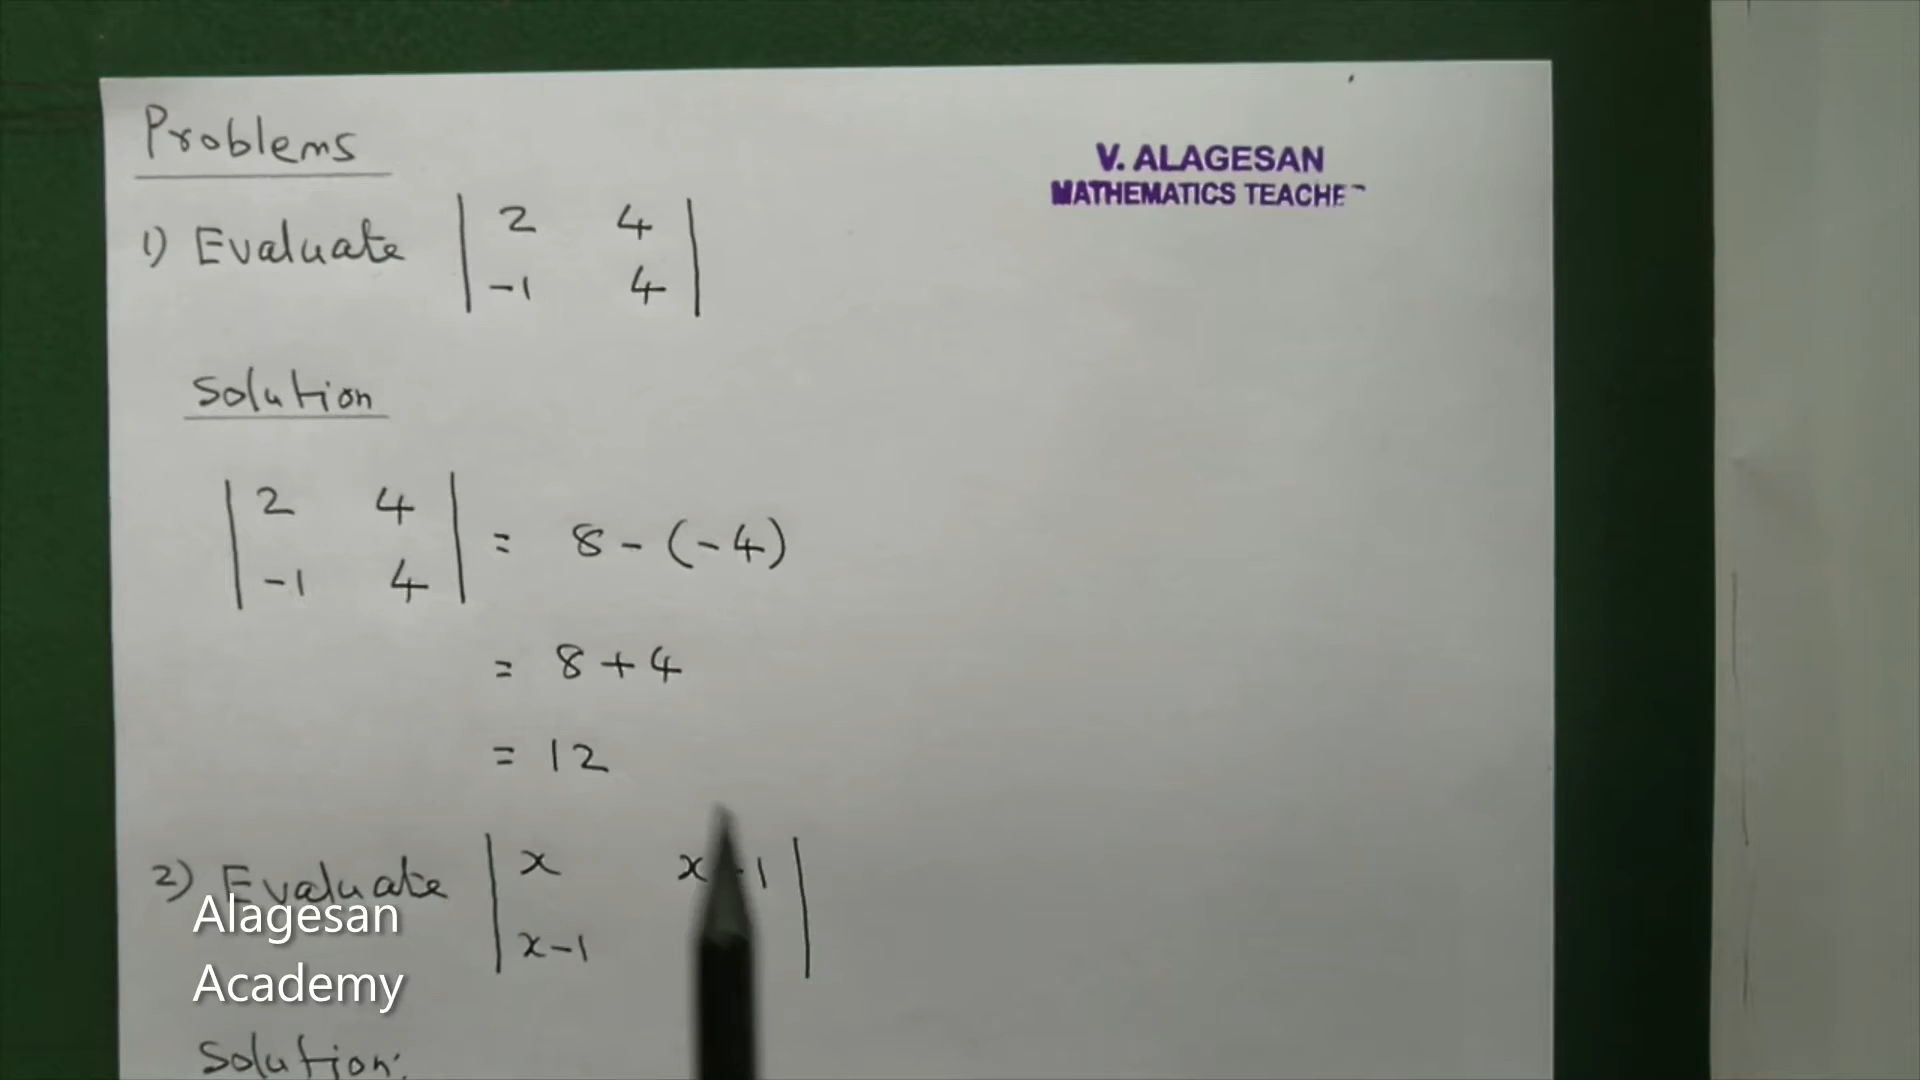 Problems
V. ALAGESAN
MATHEMATICS TEACHE
1) Evaluate | 2 4 |
| -1 4 |
Solution
| 2 4 |
| -1 4 | = 8 - (-4)
= 8 + 4
= 12
2) Evaluate | x x 1 |
| x-1 |
Alagesan
Academy
Solution: